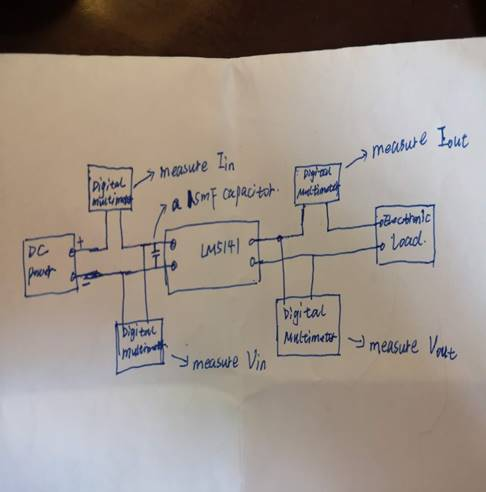 measure Iout
measure Iin
Digital
multimeter
Digital
multimeter
a
capacitor.
+
DC
power
-
LM5141
Electronic
Load.
Digital
multimeter
measure Vin
Digital
Multimeter
measure Vout